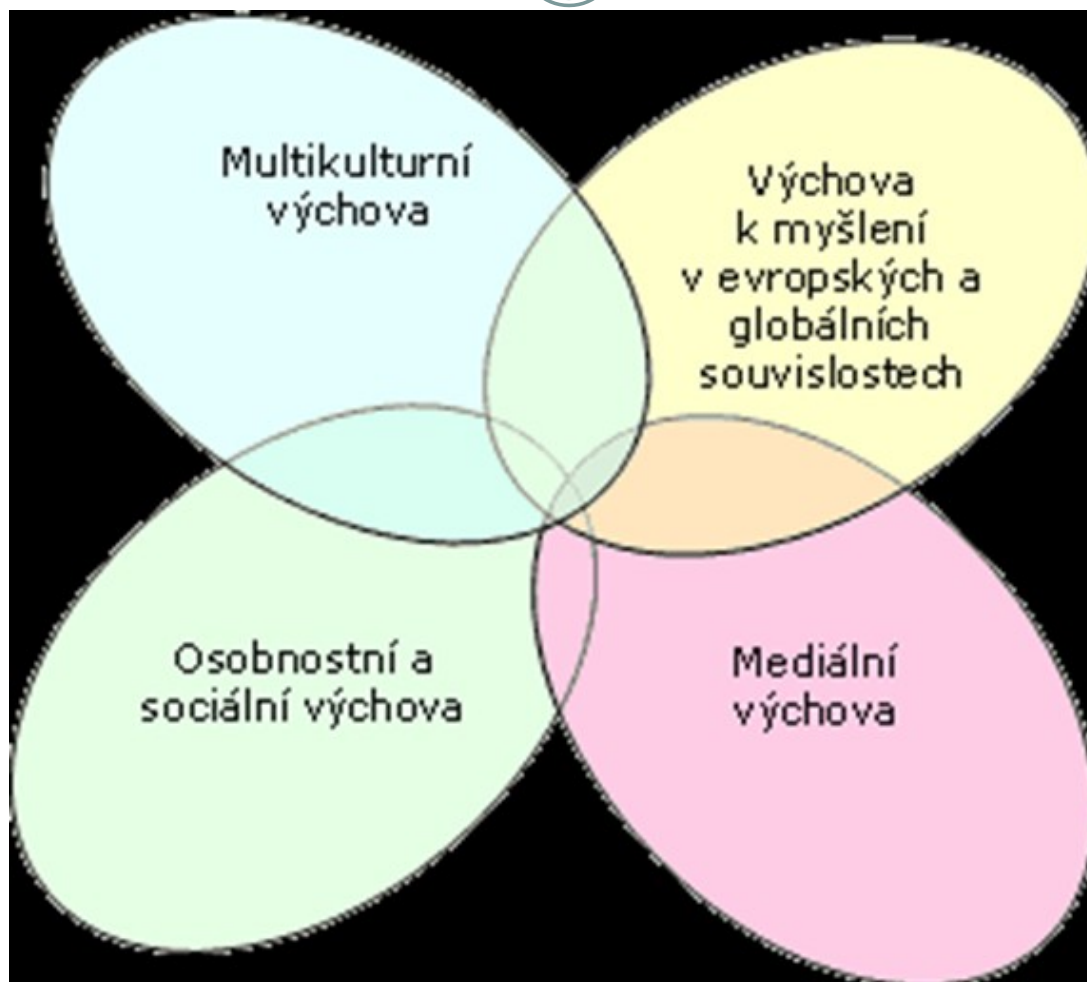 Multikulturní
výchova
Výchova
k myšlení
v evropských a
globálních
souvislostech
Osobnostní a
sociální výchova
Mediální
výchova